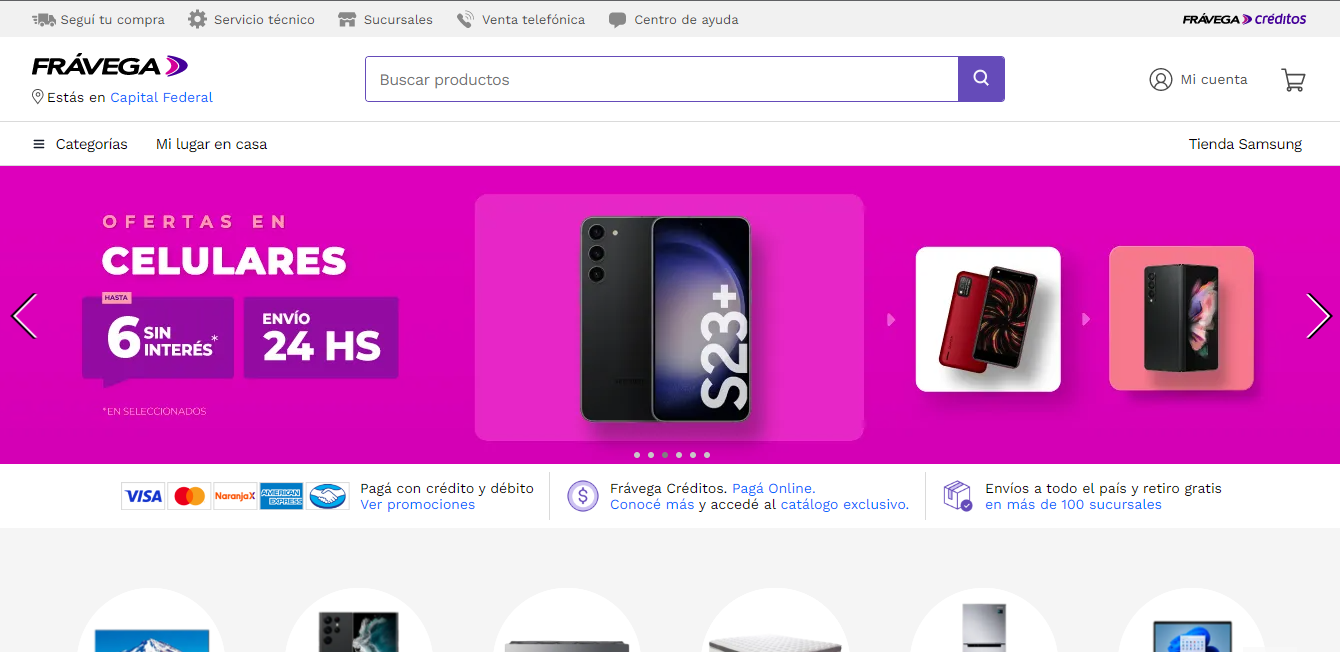 Seguí tu compra
Servicio técnico
Sucursales
Venta telefónica
Centro de ayuda
FRÁVEGA créditos
FRÁVEGA
Estás en Capital Federal
Buscar productos
Mi cuenta
Categorías
Mi lugar en casa
Tienda Samsung
OFERTAS EN
CELULARES
HASTA
6 SIN
INTERÉS*
ENVÍO
24 HS
*EN SELECCIONADOS
S23+
VISA
NaranjaX
AMERICAN
EXPRESS
Pagá con crédito y débito
Ver promociones
Frávega Créditos. Pagá Online.
Conocé más y accedé al catálogo exclusivo.
Envíos a todo el país y retiro gratis
en más de 100 sucursales